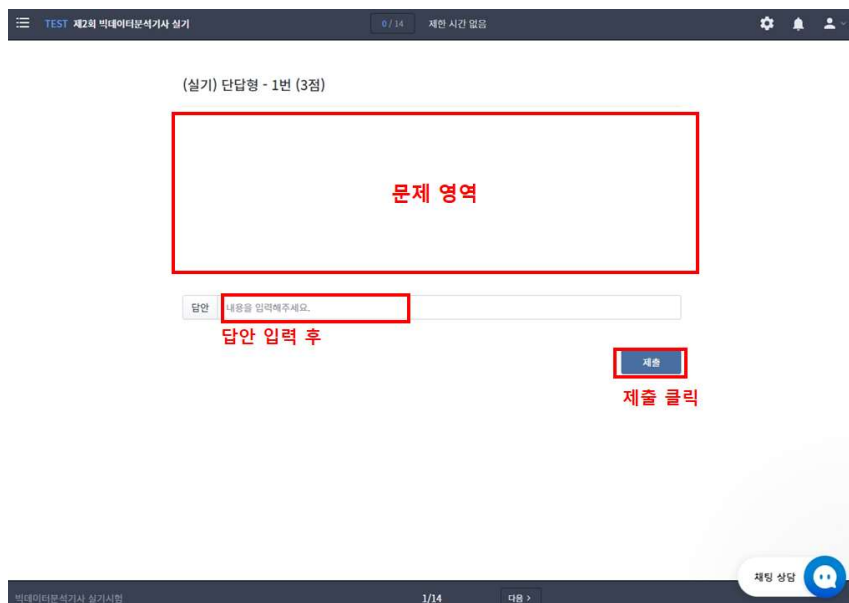 TEST 제2회 빅데이터분석기사 실기 0 / 14 제한 시간 없음
(실기) 단답형 - 1번 (3점)
문제 영역
답안 내용을 입력해주세요.
답안 입력 후
제출
제출 클릭
채팅 상담
빅데이터분석기사 실기시험 1/14 다음 >